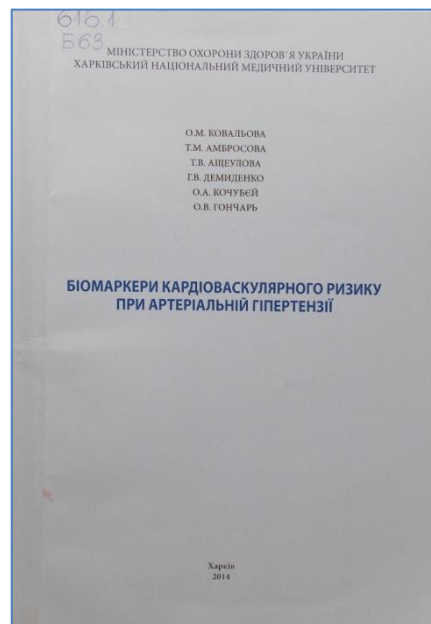 616.1
Б63
МІНІСТЕРСТВО ОХОРОНИ ЗДОРОВ`Я УКРАЇНИ
ХАРКІВСЬКИЙ НАЦІОНАЛЬНИЙ МЕДИЧНИЙ УНІВЕРСИТЕТ
О.М. КОВАЛЬОВА
Т.М. АМБРОСОВА
Т.В. АЩЕУЛОВА
Г.В. ДЕМИДЕНКО
О.А. КОЧУБЄЙ
О.В. ГОНЧАРЬ
БІОМАРКЕРИ КАРДІОВАСКУЛЯРНОГО РИЗИКУ
ПРИ АРТЕРІАЛЬНІЙ ГІПЕРТЕНЗІЇ
Харків
2014